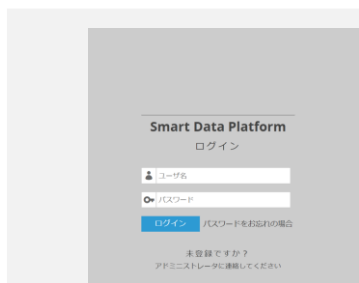 Smart Data Platform
ログイン
ユーザ名
パスワード
ログイン パスワードをお忘れの場合
未登録ですか？
アドミニストレータに連絡してください